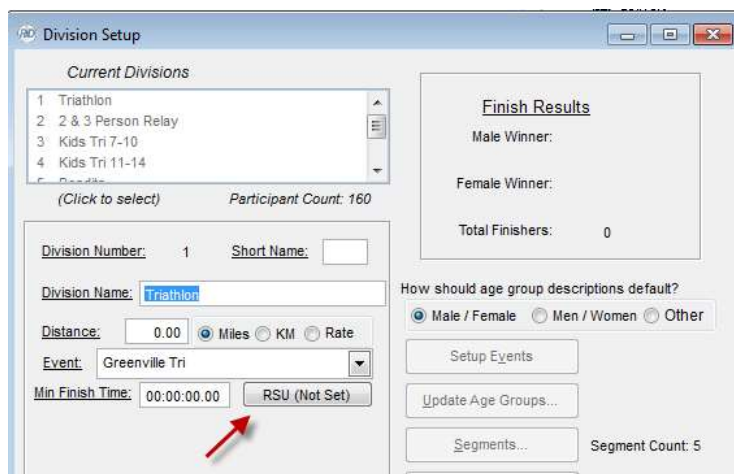 RD Division Setup
Current Divisions
1 Triathlon
2 2 & 3 Person Relay
3 Kids Tri 7-10
4 Kids Tri 11-14
(Click to select) Participant Count: 160
Division Number: 1 Short Name:
Division Name: Triathlon
Distance: 0.00 Miles KM Rate
Event: Greenville Tri
Min Finish Time: 00:00:00.00 RSU (Not Set)
Finish Results
Male Winner:
Female Winner:
Total Finishers: 0
How should age group descriptions default?
Male / Female Men / Women Other
Setup Events
Update Age Groups...
Segments... Segment Count: 5